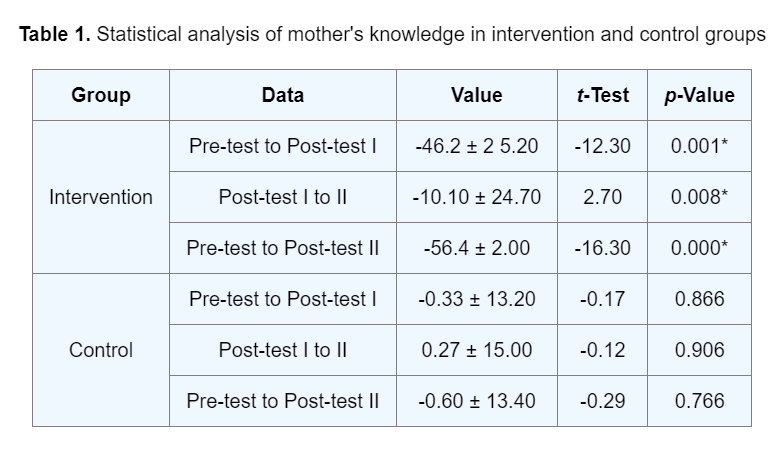 Table 1. Statistical analysis of mother's knowledge in intervention and control groups
Group Data Value t-Test p-Value
Pre-test to Post-test I -46.2 ± 2 5.20 -12.30 0.001*
Intervention Post-test I to II -10.10 ± 24.70 2.70 0.008*
Pre-test to Post-test II -56.4 ± 2.00 -16.30 0.000*
Pre-test to Post-test I -0.33 ± 13.20 -0.17 0.866
Control Post-test I to II 0.27 ± 15.00 -0.12 0.906
Pre-test to Post-test II -0.60 ± 13.40 -0.29 0.766